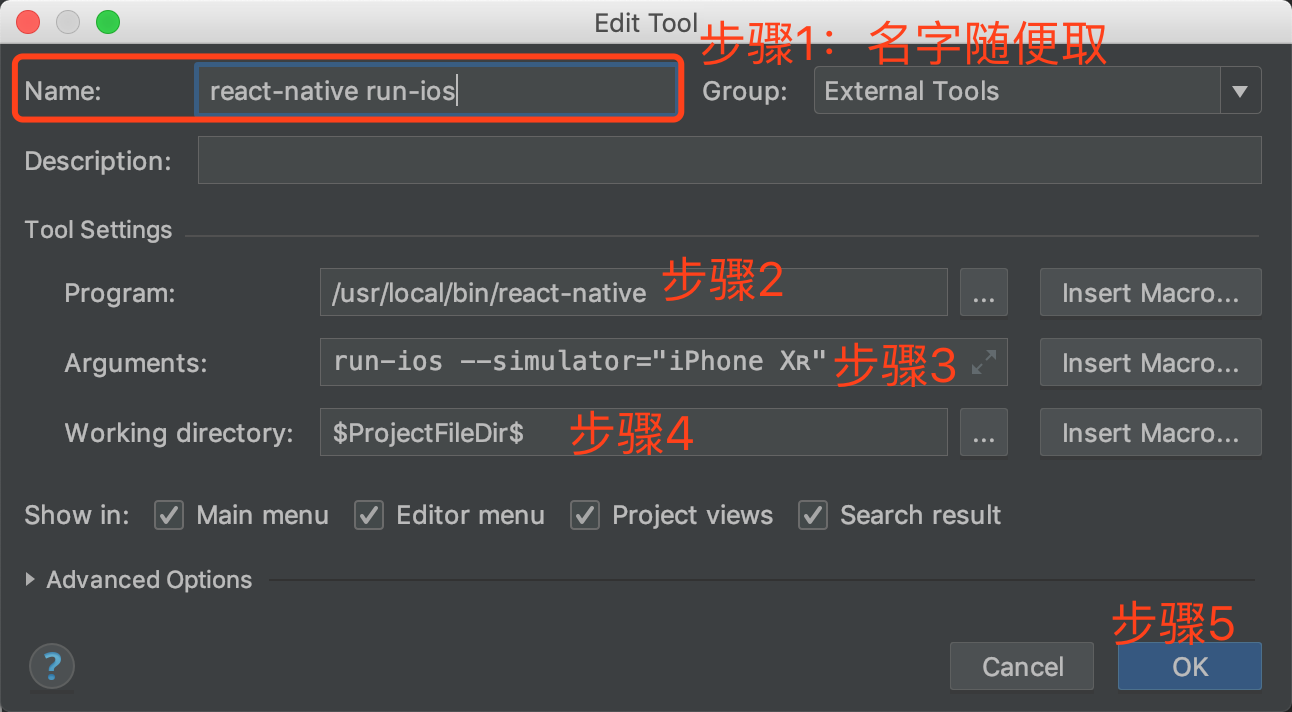 Edit Tool
步骤1：名字随便取
Name: react-native run-ios Group: External Tools
Description:
Tool Settings
Program: /usr/local/bin/react-native 步骤2 ... Insert Macro...
Arguments: run-ios --simulator="iPhone Xʀ" 步骤3 Insert Macro...
Working directory: $ProjectFileDir$ 步骤4 ... Insert Macro...
Show in: Main menu Editor menu Project views Search result
Advanced Options
步骤5
? Cancel OK